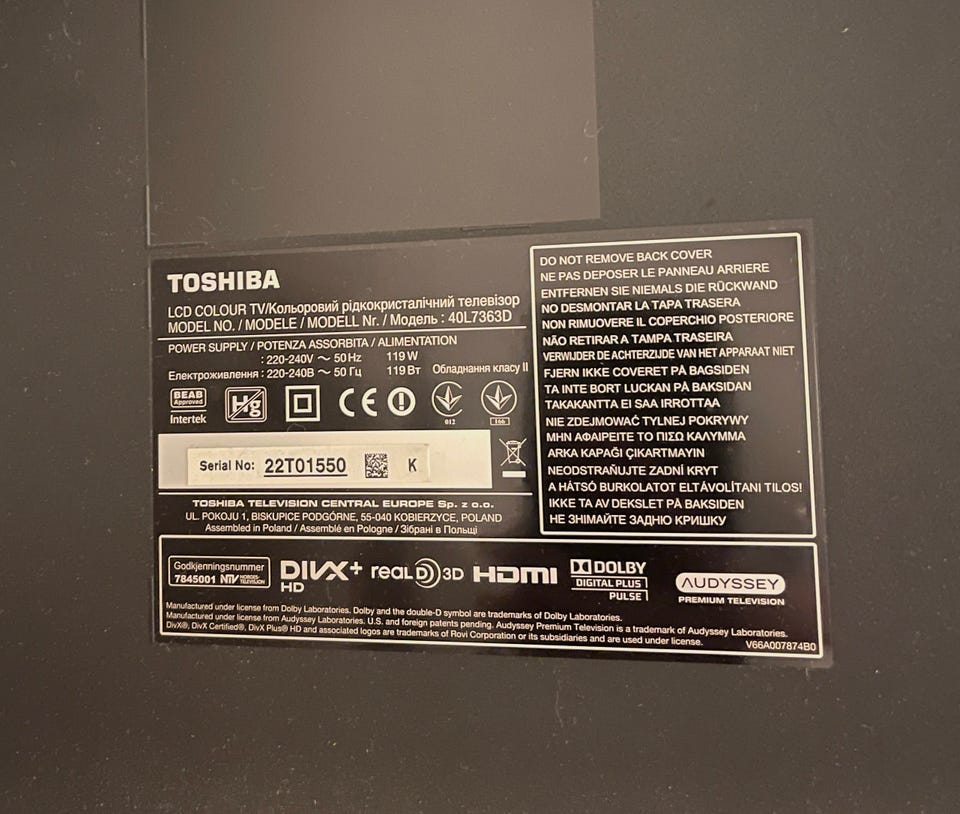 TOSHIBA
LCD COLOUR TV/Кольоровий рідкокристалічний телевізор
MODEL NO. / MODELE / MODELL Nr. / Модель : 40L7363D
POWER SUPPLY / POTENZA ASSORBITA / ALIMENTATION
: 220-240V ～ 50Hz 119 W
Електроживлення : 220-240В ～ 50 Гц 119 Вт Обладнання класу II
BEAB
Approved
Intertek
Hg
CE
012
166
Serial No: 22T01550 K
TOSHIBA TELEVISION CENTRAL EUROPE Sp. z o.o.
UL. POKOJU 1, BISKUPICE PODGÓRNE, 55-040 KOBIERZYCE, POLAND
Assembled in Poland / Assemblé en Pologne / Зібрані в Польщі
DO NOT REMOVE BACK COVER
NE PAS DEPOSER LE PANNEAU ARRIERE
ENTFERNEN SIE NIEMALS DIE RÜCKWAND
NO DESMONTAR LA TAPA TRASERA
NON RIMUOVERE IL COPERCHIO POSTERIORE
NÃO RETIRAR A TAMPA TRASEIRA
VERWIJDER DE ACHTERZIJDE VAN HET APPARAAT NIET
FJERN IKKE COVERET PÅ BAGSIDEN
TA INTE BORT LUCKAN PÅ BAKSIDAN
TAKAKANTTA EI SAA IRROTTAA
NIE ZDEJMOWAĆ TYLNEJ POKRYWY
ΜΗΝ ΑΦΑΙΡΕΙΤΕ ΤΟ ΠΙΣΩ ΚΑΛΥΜΜΑ
ARKA KAPAĞI ÇIKARTMAYIN
NEODSTRAŇUJTE ZADNÍ KRYT
A HÁTSÓ BURKOLATOT ELTÁVOLÍTANI TILOS!
IKKE TA AV DEKSLET PÅ BAKSIDEN
НЕ ЗНІМАЙТЕ ЗАДНЮ КРИШКУ
Godkjenningsnummer
7845001 NTV NORGES-TELEVISION
DIVX+
HD
REAL D 3D
HDMI
DOLBY
DIGITAL PLUS
PULSE
AUDYSSEY
PREMIUM TELEVISION
Manufactured under license from Dolby Laboratories. Dolby and the double-D symbol are trademarks of Dolby Laboratories.
Manufactured under license from Audyssey Laboratories. U.S. and foreign patents pending. Audyssey Premium Television is a trademark of Audyssey Laboratories.
DivX®, DivX Certified®, DivX Plus® HD and associated logos are trademarks of Rovi Corporation or its subsidiaries and are used under license.
V66A007874B0